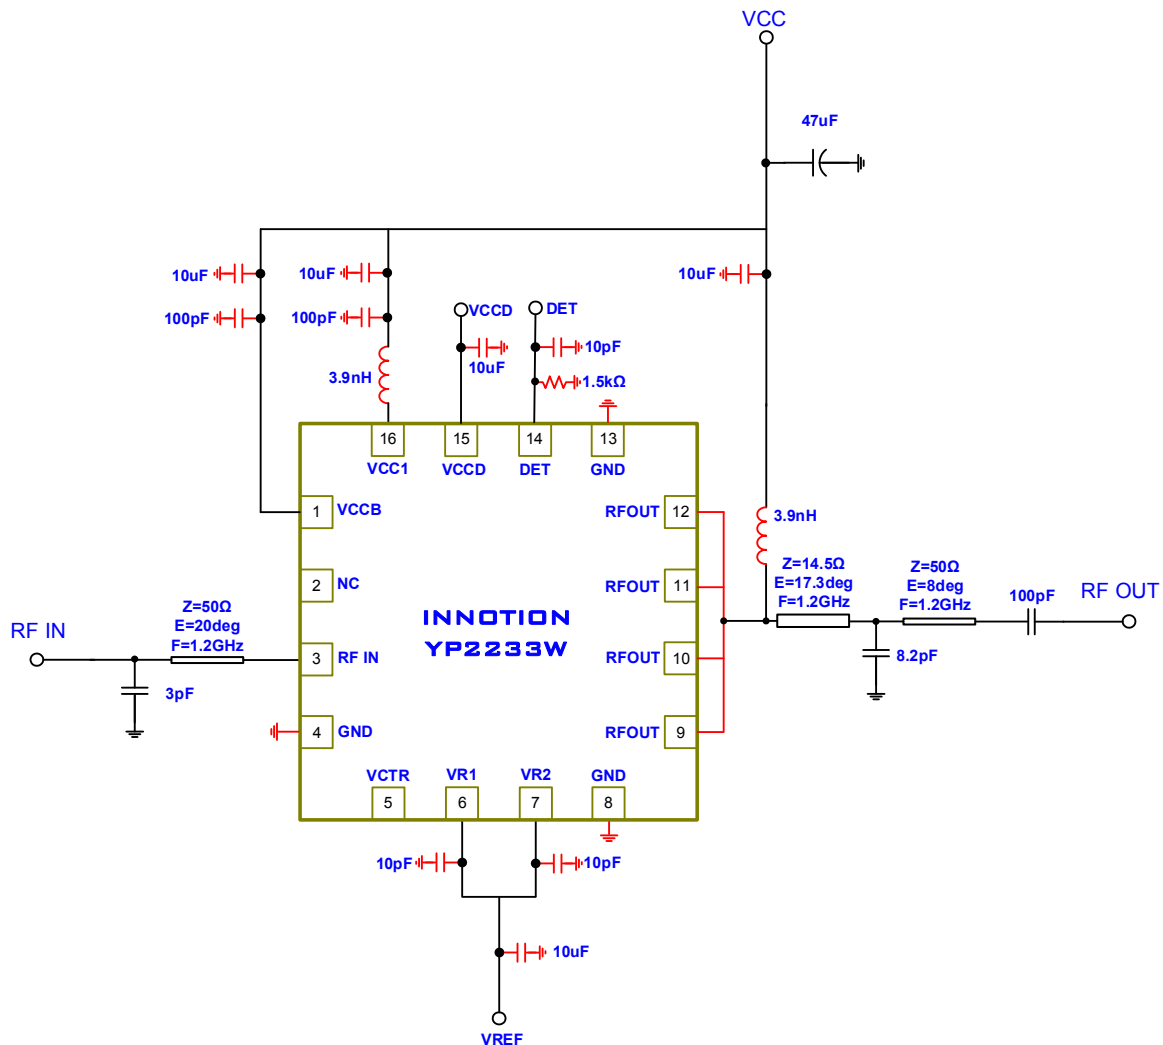 VCC
47uF
10uF
10uF
10uF
100pF
100pF
VCCD
DET
10uF
10pF
3.9nH
1.5kΩ
16
15
14
13
VCC1
VCCD
DET
GND
1
VCCB
RFOUT
12
3.9nH
2
NC
RFOUT
11
Z=14.5Ω
E=17.3deg
F=1.2GHz
Z=50Ω
E=8deg
F=1.2GHz
100pF
RF OUT
INNOTION
YP2233W
RF IN
Z=50Ω
E=20deg
F=1.2GHz
3
RF IN
RFOUT
10
8.2pF
3pF
4
GND
RFOUT
9
VCTR
VR1
VR2
GND
5
6
7
8
10pF
10pF
10uF
VREF